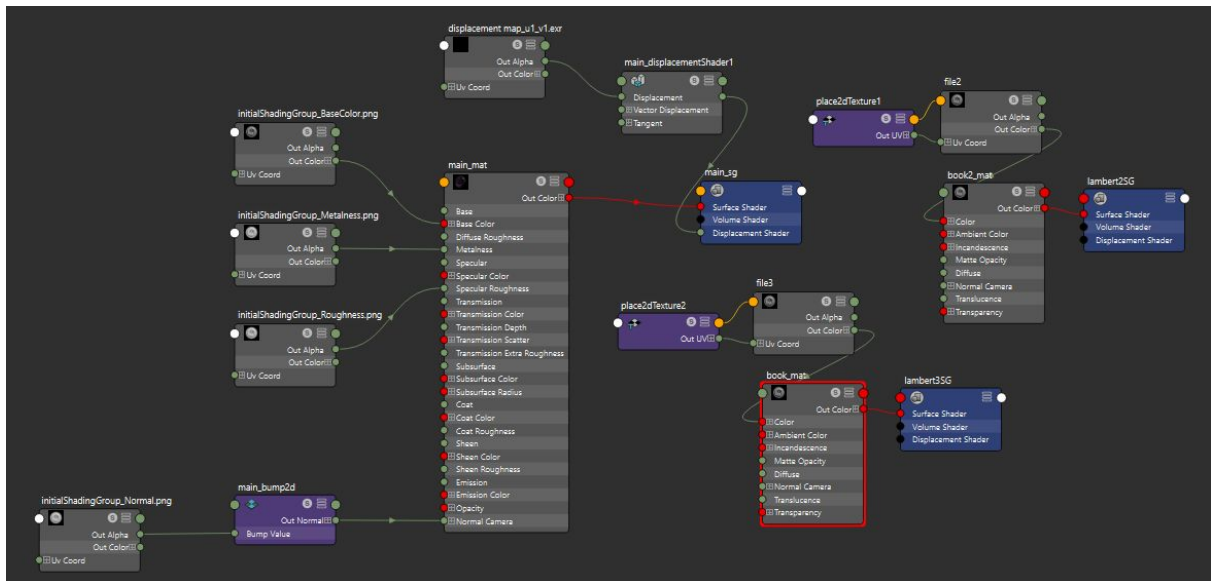 displacement map_u1_v1.exr
Out Alpha
Out Color
Uv Coord
main_displacementShader1
Displacement
Vector Displacement
Tangent
file2
Out Alpha
Out Color
Uv Coord
place2dTexture1
Out UV
initialShadingGroup_BaseColor.png
Out Alpha
Out Color
Uv Coord
main_mat
Out Color
Base
Base Color
Diffuse Roughness
Metalness
Specular
Specular Color
Specular Roughness
Transmission
Transmission Color
Transmission Depth
Transmission Scatter
Transmission Extra Roughness
Subsurface
Subsurface Color
Subsurface Radius
Coat
Coat Color
Coat Roughness
Sheen
Sheen Color
Sheen Roughness
Emission
Emission Color
Opacity
Normal Camera
main_sg
Surface Shader
Volume Shader
Displacement Shader
book2_mat
Out Color
Color
Ambient Color
Incandescence
Matte Opacity
Diffuse
Normal Camera
Translucence
Transparency
lambert2SG
Surface Shader
Volume Shader
Displacement Shader
initialShadingGroup_Metalness.png
Out Alpha
Out Color
Uv Coord
initialShadingGroup_Roughness.png
Out Alpha
Out Color
Uv Coord
file3
Out Alpha
Out Color
Uv Coord
place2dTexture2
Out UV
book_mat
Out Color
Color
Ambient Color
Incandescence
Matte Opacity
Diffuse
Normal Camera
Translucence
Transparency
lambert3SG
Surface Shader
Volume Shader
Displacement Shader
initialShadingGroup_Normal.png
Out Alpha
Out Color
Uv Coord
main_bump2d
Out Normal
Bump Value